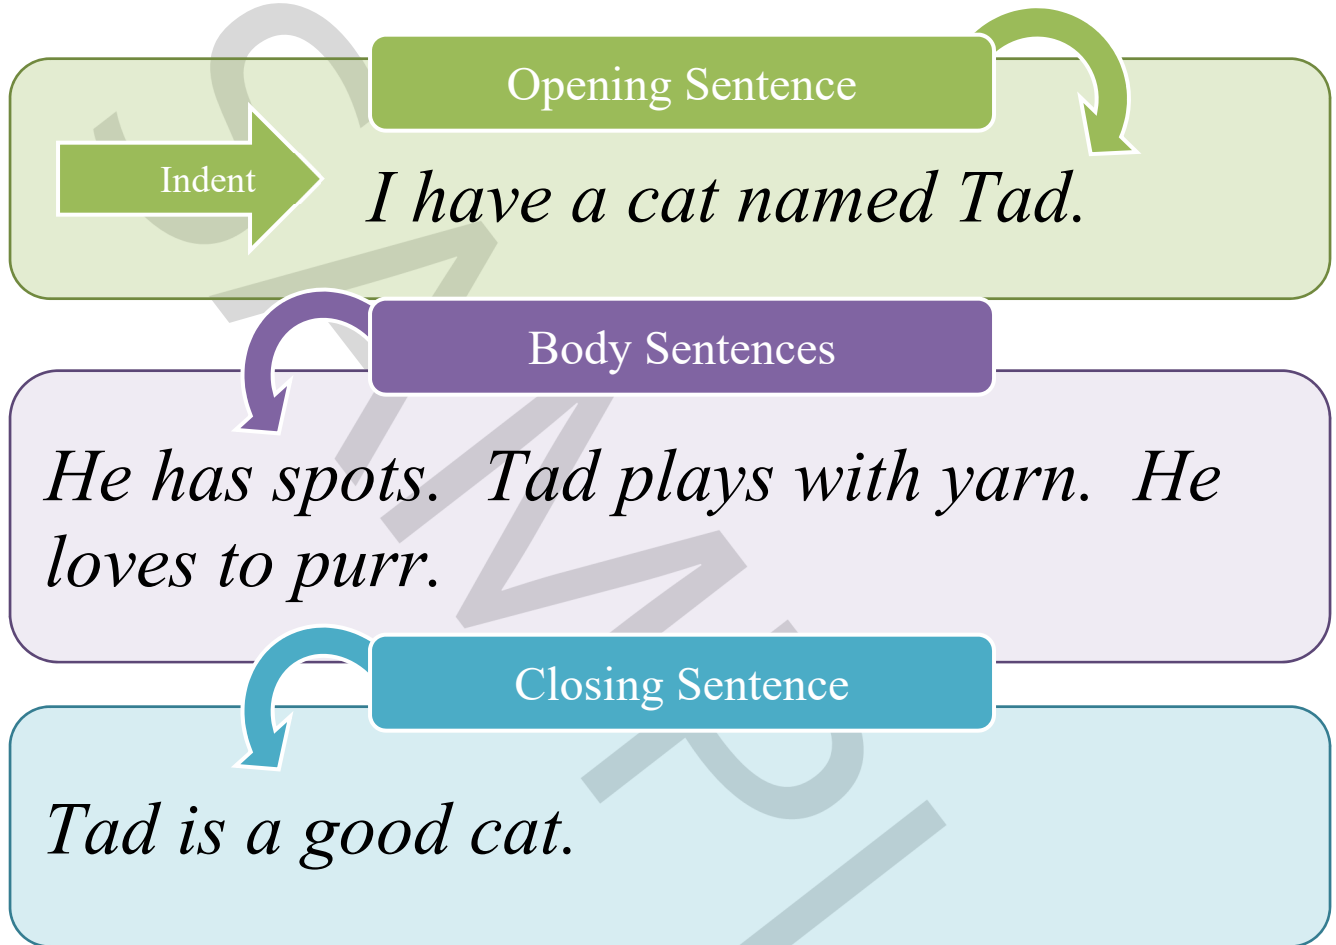 Opening Sentence
Indent
I have a cat named Tad.
Body Sentences
He has spots.  Tad plays with yarn.  He
loves to purr.
Closing Sentence
Tad is a good cat.
SAMPL